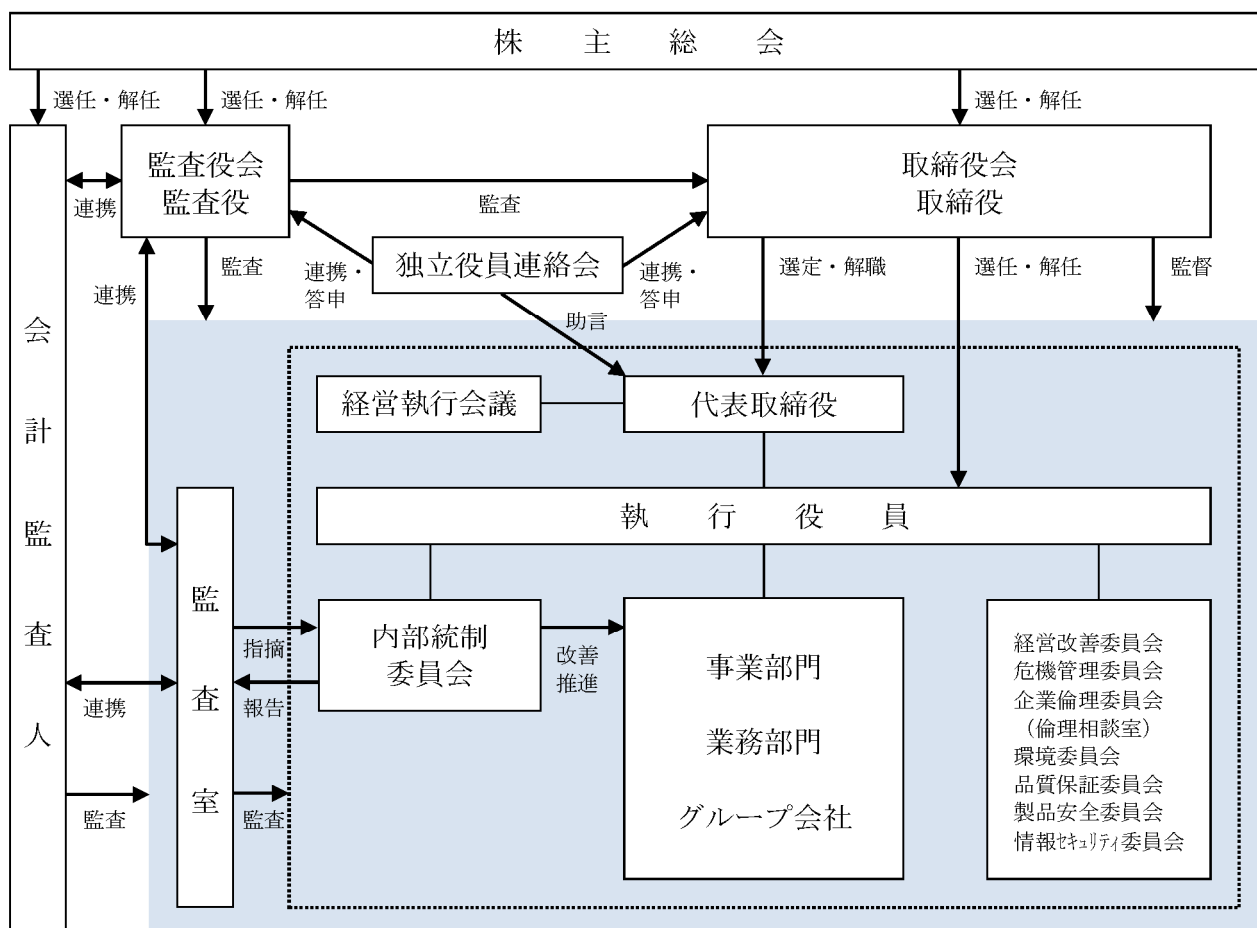 株主総会
選任・解任
選任・解任
選任・解任
監査役会
監査役
取締役会
取締役
連携
監査
独立役員連絡会
監査
連携・
答申
連携・
答申
選定・解職
選任・解任
監督
連携
助言
会計監査人
経営執行会議
代表取締役
執行役員
監査室
指摘
内部統制
委員会
改善
推進
報告
連携
事業部門
業務部門
グループ会社
経営改善委員会
危機管理委員会
企業倫理委員会
（倫理相談室）
環境委員会
品質保証委員会
製品安全委員会
情報セキュリティ委員会
監査
監査